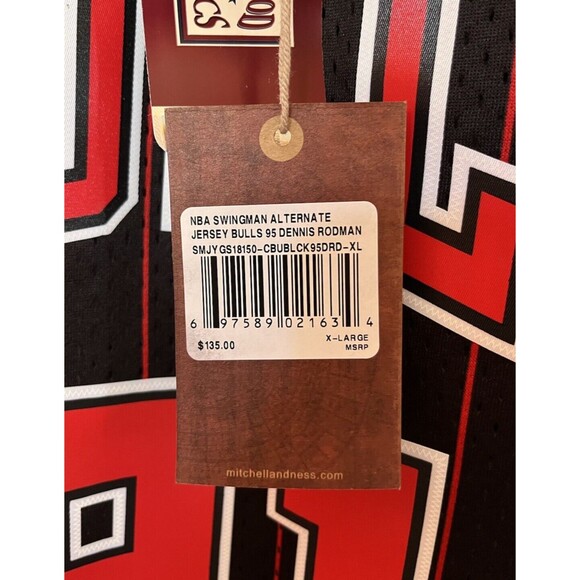 NBA SWINGMAN ALTERNATE
JERSEY BULLS 95 DENNIS RODMAN
SMJYGS18150-CBUBLCK95DRD-XL
6 97589 02163 4
$135.00
X-LARGE
MSRP
mitchellandness.com